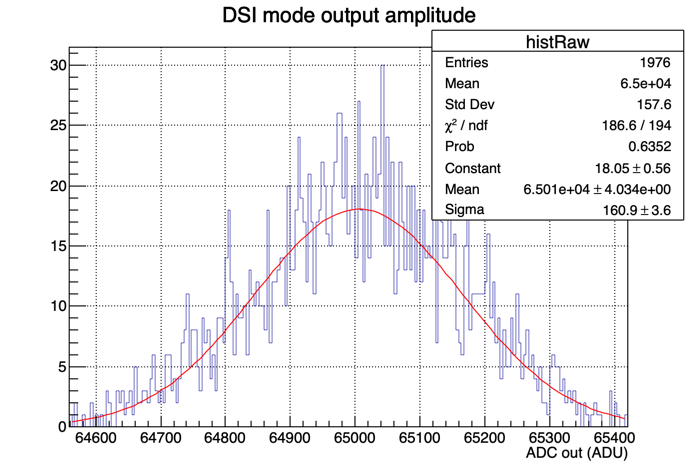 DSI mode output amplitude
histRaw
Entries 1976
Mean 6.5e+04
Std Dev 157.6
χ² / ndf 186.6 / 194
Prob 0.6352
Constant 18.05 ± 0.56
Mean 6.501e+04 ± 4.034e+00
Sigma 160.9 ± 3.6
30
25
20
15
10
5
0
64600 64700 64800 64900 65000 65100 65200 65300 65400
ADC out (ADU)